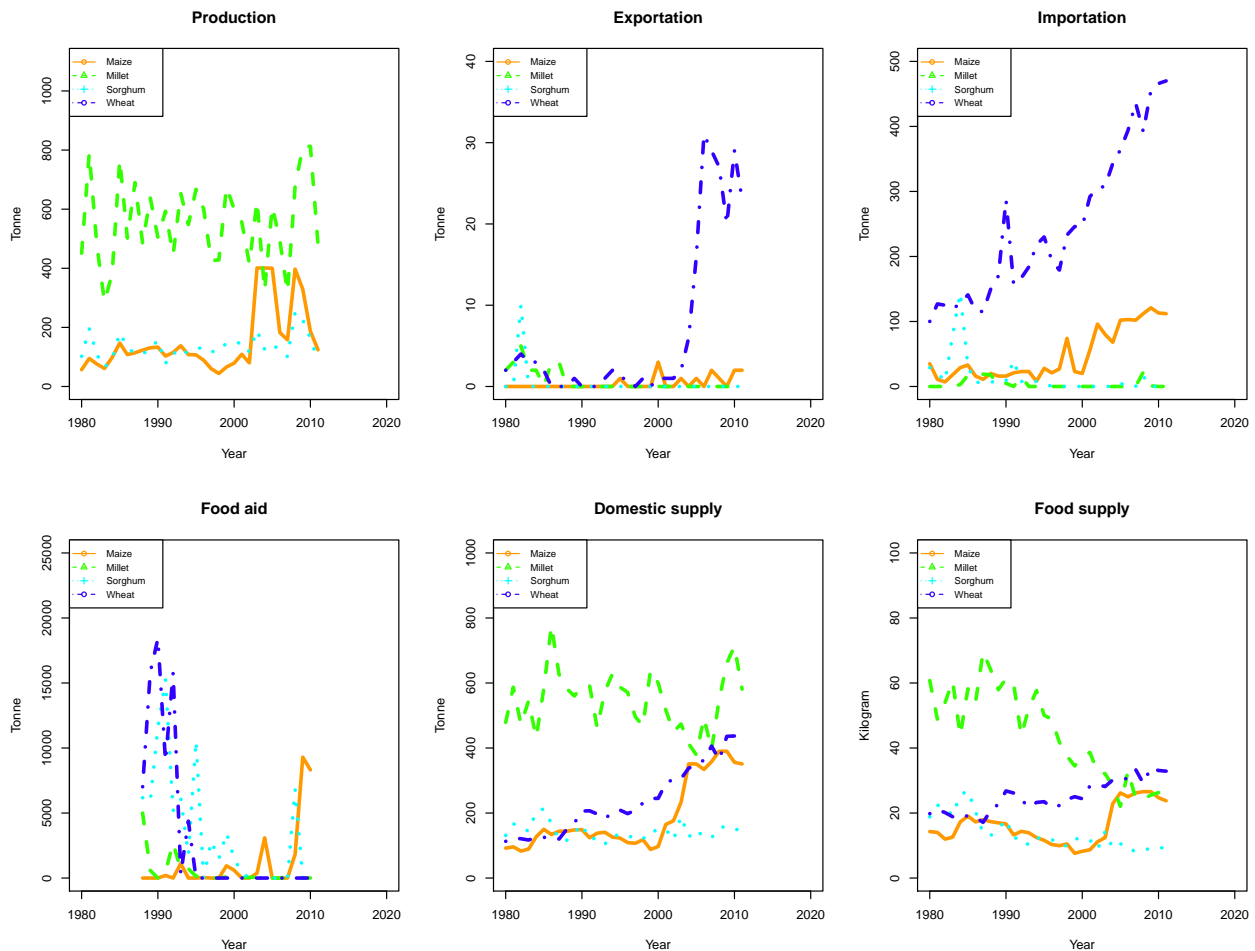 Production
Tonne
0
200
400
600
800
1000
Maize
Millet
Sorghum
Wheat
1980 1990 2000 2010 2020
Year
Exportation
Tonne
0
10
20
30
40
Maize
Millet
Sorghum
Wheat
1980 1990 2000 2010 2020
Year
Importation
Tonne
0
100
200
300
400
500
Maize
Millet
Sorghum
Wheat
1980 1990 2000 2010 2020
Year
Food aid
Tonne
0
5000
10000
15000
20000
25000
Maize
Millet
Sorghum
Wheat
1980 1990 2000 2010 2020
Year
Domestic supply
Tonne
0
200
400
600
800
1000
Maize
Millet
Sorghum
Wheat
1980 1990 2000 2010 2020
Year
Food supply
Kilogram
0
20
40
60
80
100
Maize
Millet
Sorghum
Wheat
1980 1990 2000 2010 2020
Year